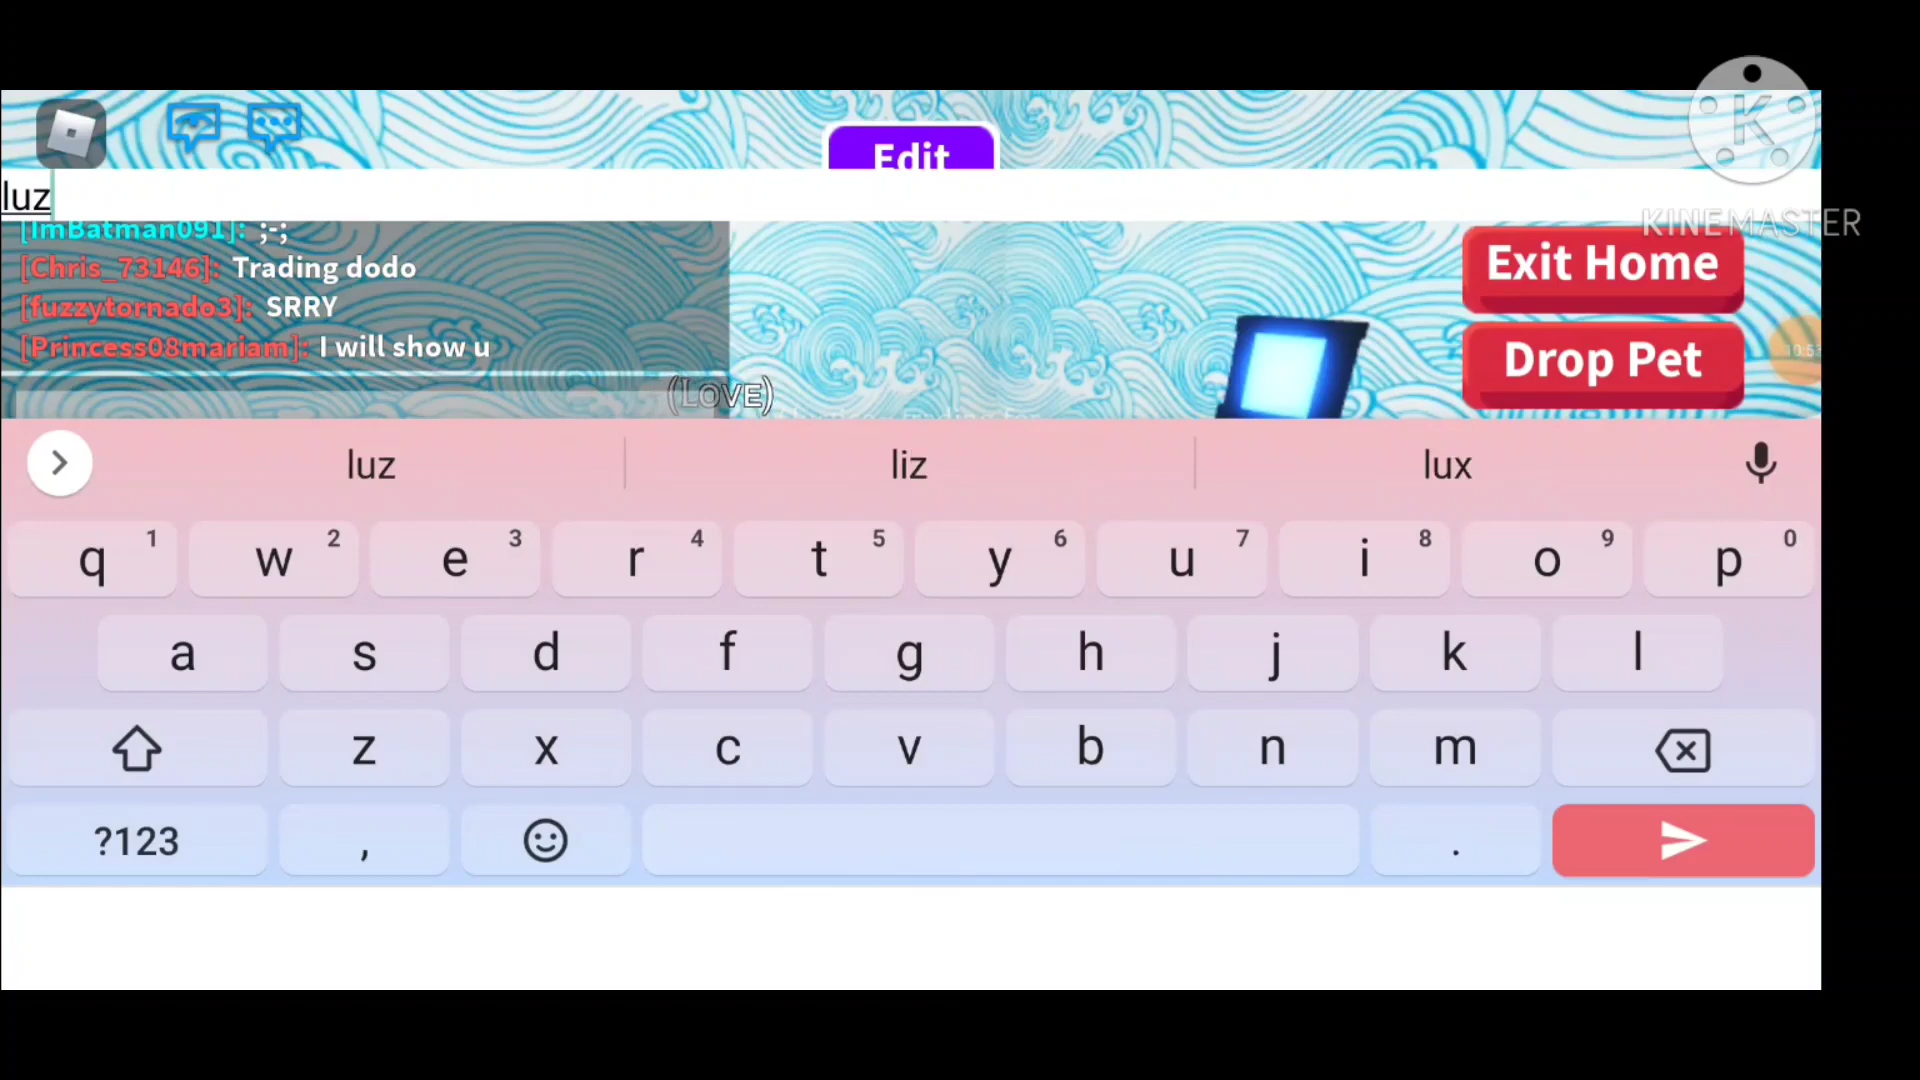 K
KINEMASTER
Edit
luz
[ImBatman091]: ;-;
[Chris_73146]: Trading dodo
[fuzzytornado3]: SRRY
[Princess08mariam]: I will show u
(LOVE)
Exit Home
Drop Pet
luz liz lux
q 1 w 2 e 3 r 4 t 5 y 6 u 7 i 8 o 9 p 0
a s d f g h j k l
z x c v b n m
?123 , .